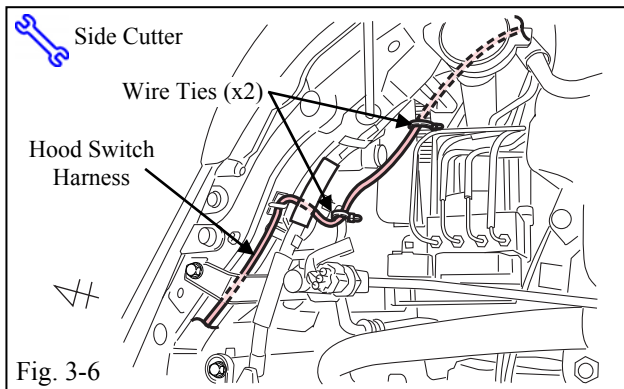 Side Cutter
Wire Ties (x2)
Hood Switch
Harness
Fig. 3-6